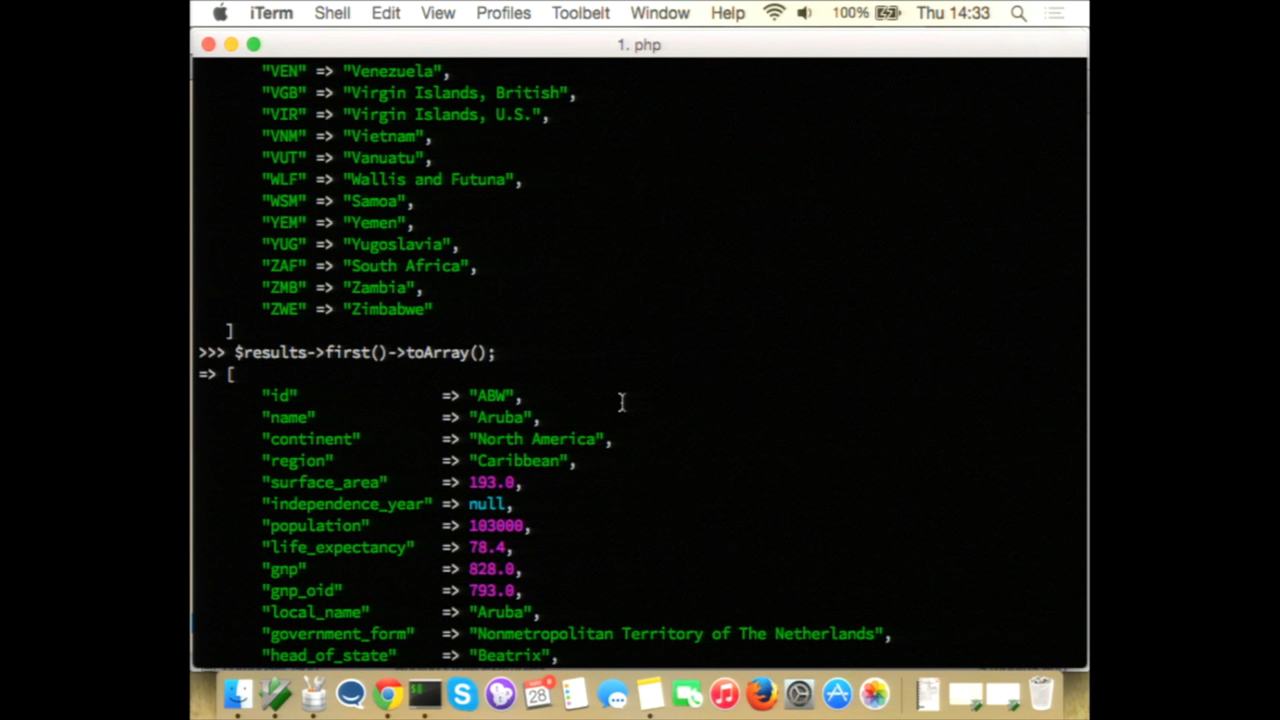 iTerm Shell Edit View Profiles Toolbelt Window Help 100% Thu 14:33
1. php
"VEN" => "Venezuela",
"VGB" => "Virgin Islands, British",
"VIR" => "Virgin Islands, U.S.",
"VNM" => "Vietnam",
"VUT" => "Vanuatu",
"WLF" => "Wallis and Futuna",
"WSM" => "Samoa",
"YEM" => "Yemen",
"YUG" => "Yugoslavia",
"ZAF" => "South Africa",
"ZMB" => "Zambia",
"ZWE" => "Zimbabwe"
]
>>> $results->first()->toArray();
=> [
"id" => "ABW",
"name" => "Aruba",
"continent" => "North America",
"region" => "Caribbean",
"surface_area" => 193.0,
"independence_year" => null,
"population" => 103000,
"life_expectancy" => 78.4,
"gnp" => 828.0,
"gnp_oid" => 793.0,
"local_name" => "Aruba",
"government_form" => "Nonmetropolitan Territory of The Netherlands",
"head_of_state" => "Beatrix",
28